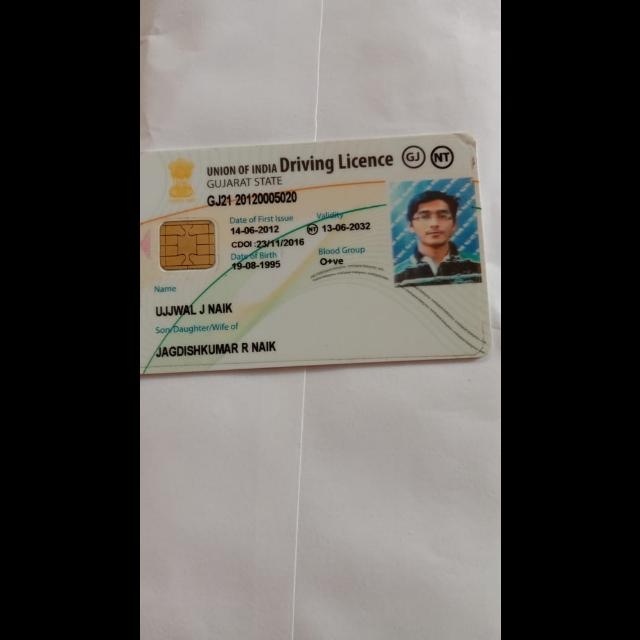 UNION OF INDIA Driving Licence GJ NT
GUJARAT STATE
GJ21 20120005020
Date of First Issue Validity
14-06-2012 NT 13-06-2032
CDOI :23/11/2016
Date of Birth Blood Group
19-08-1995 O+ve
Name
UJJWAL J NAIK
Son/Daughter/Wife of
JAGDISHKUMAR R NAIK